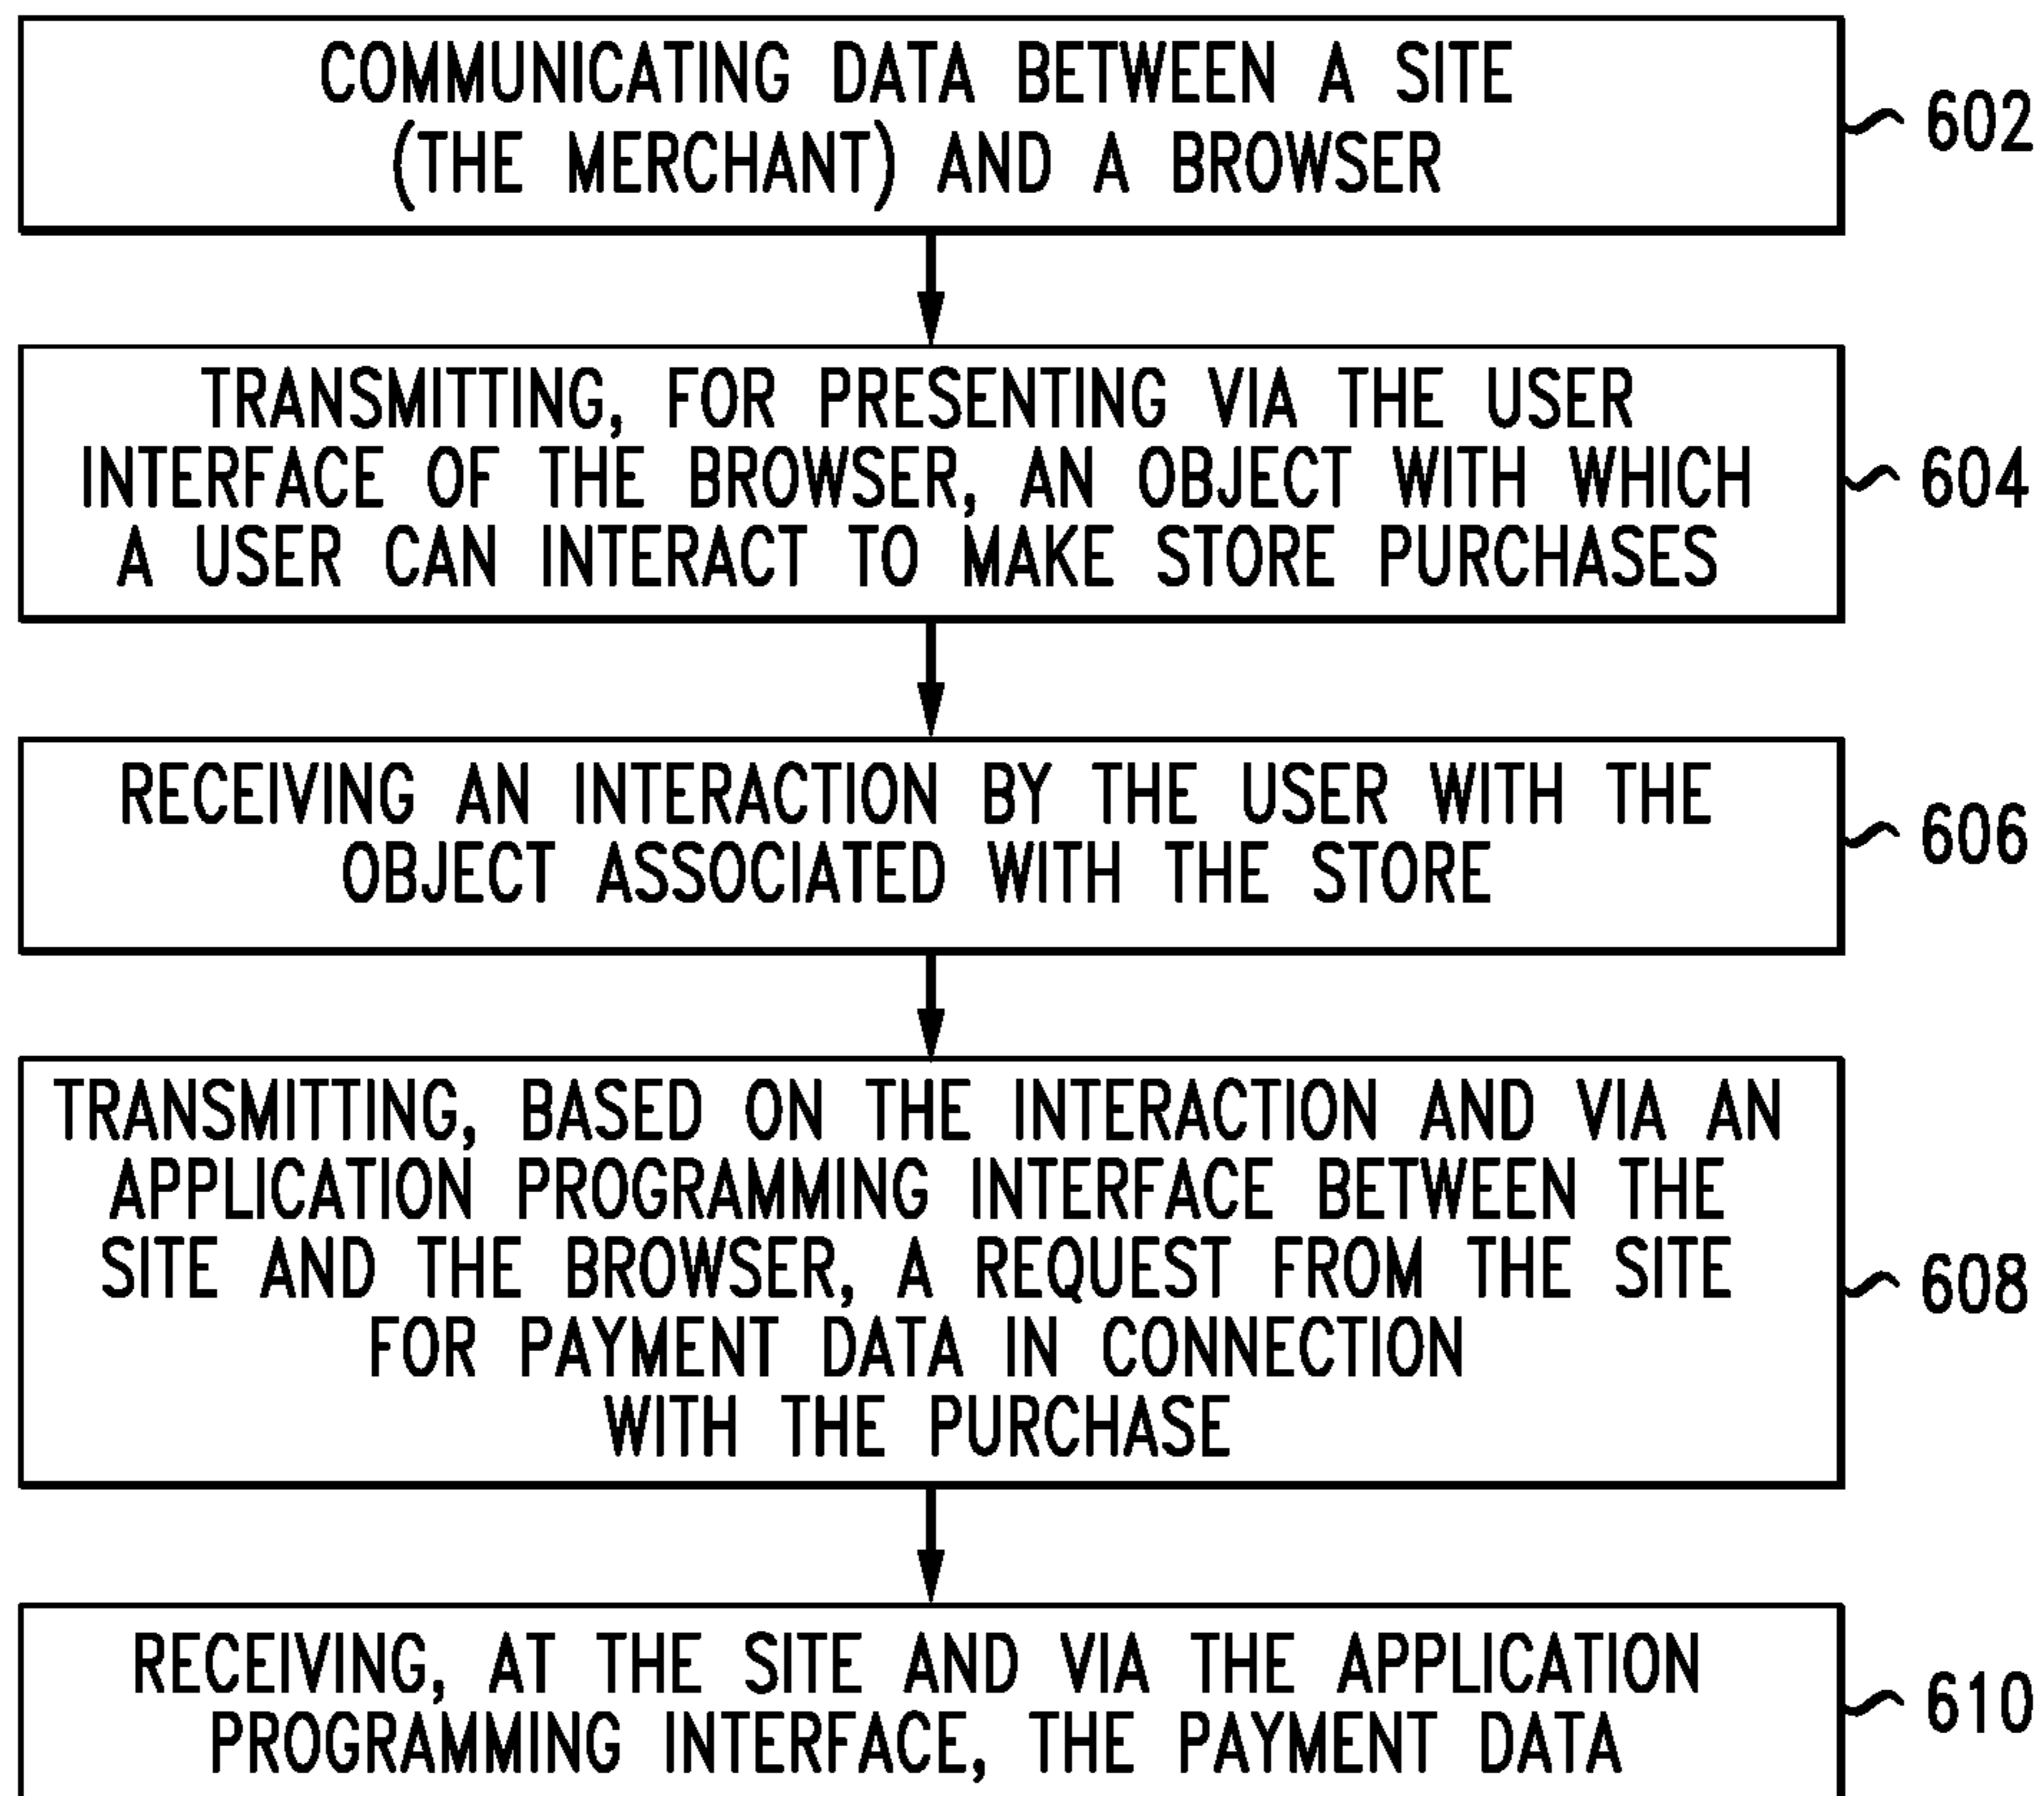 COMMUNICATING DATA BETWEEN A SITE
(THE MERCHANT) AND A BROWSER
602
TRANSMITTING, FOR PRESENTING VIA THE USER
INTERFACE OF THE BROWSER, AN OBJECT WITH WHICH
A USER CAN INTERACT TO MAKE STORE PURCHASES
604
RECEIVING AN INTERACTION BY THE USER WITH THE
OBJECT ASSOCIATED WITH THE STORE
606
TRANSMITTING, BASED ON THE INTERACTION AND VIA AN
APPLICATION PROGRAMMING INTERFACE BETWEEN THE
SITE AND THE BROWSER, A REQUEST FROM THE SITE
FOR PAYMENT DATA IN CONNECTION
WITH THE PURCHASE
608
RECEIVING, AT THE SITE AND VIA THE APPLICATION
PROGRAMMING INTERFACE, THE PAYMENT DATA
610